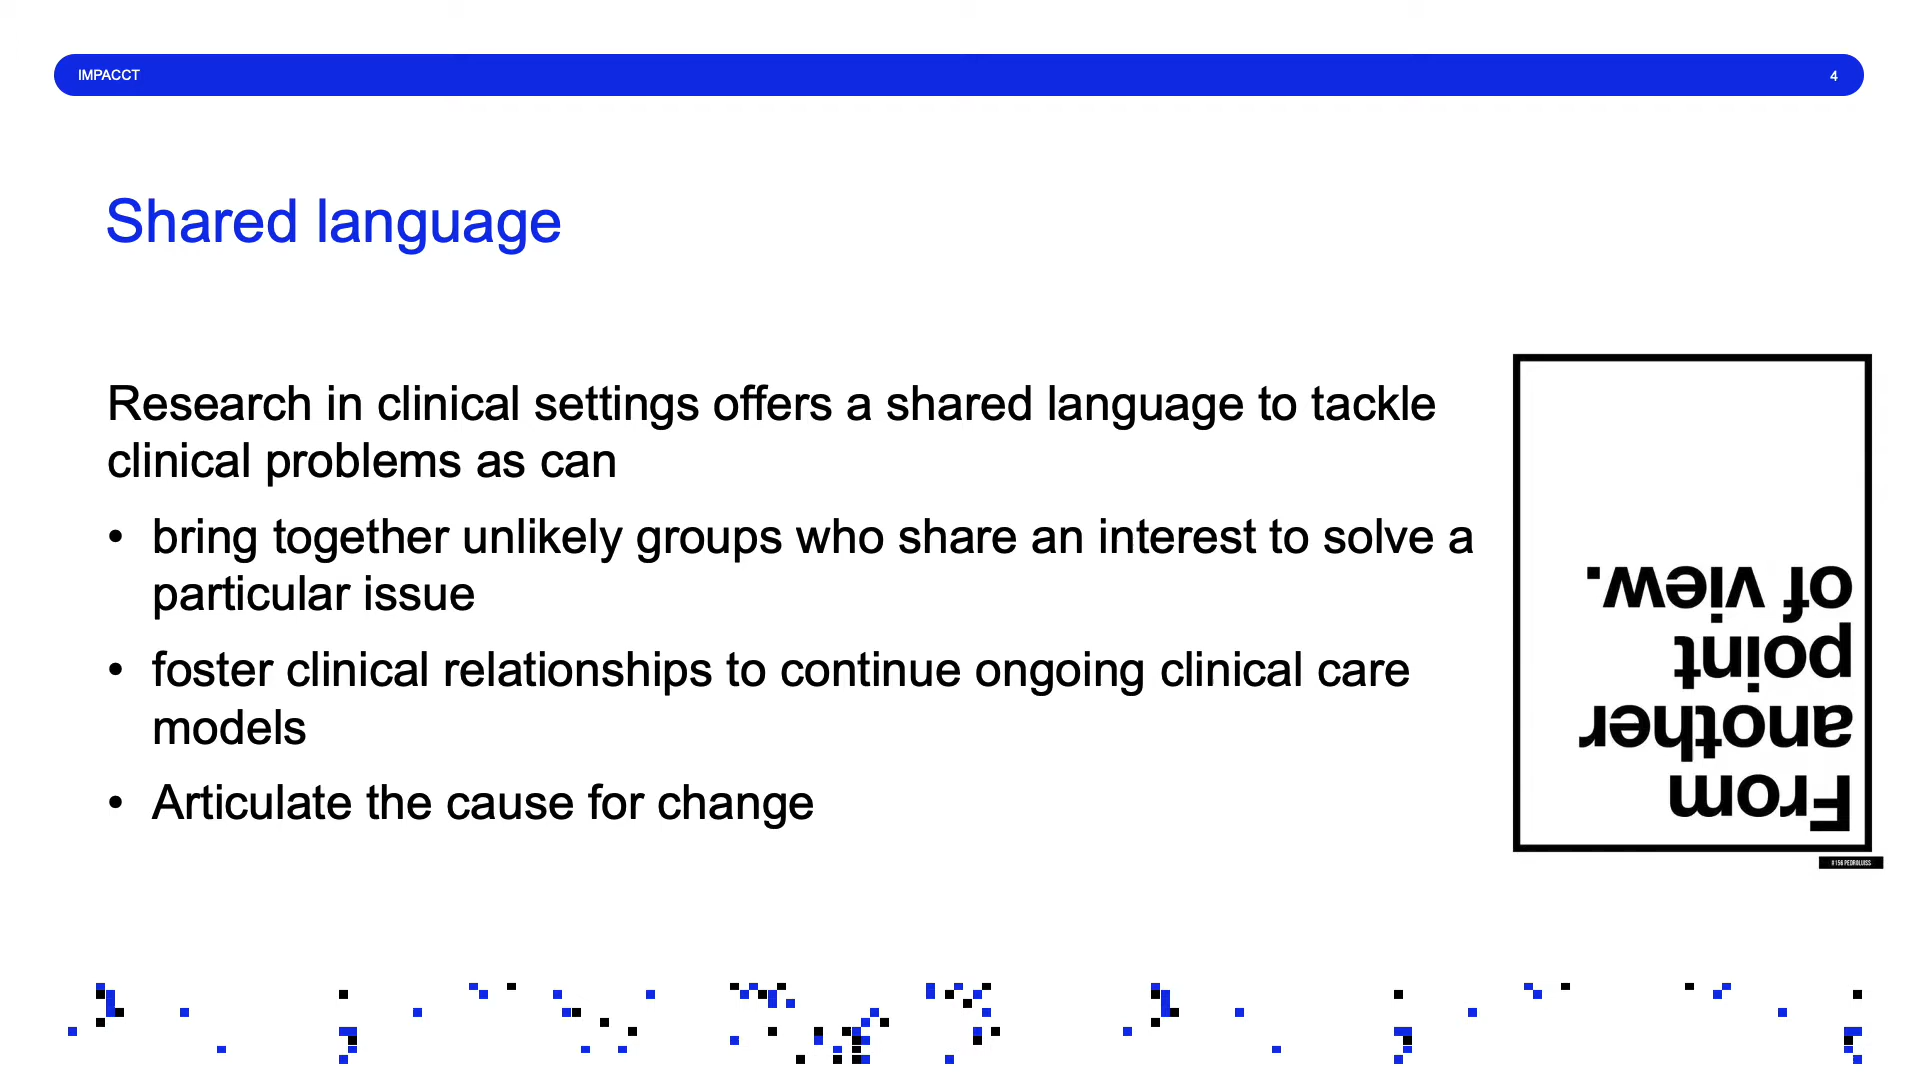 IMPACCT
4
Shared language
Research in clinical settings offers a shared language to tackle
clinical problems as can
• bring together unlikely groups who share an interest to solve a
particular issue
• foster clinical relationships to continue ongoing clinical care
models
• Articulate the cause for change
From
another
point
of view.
#156 PEDROLUISS